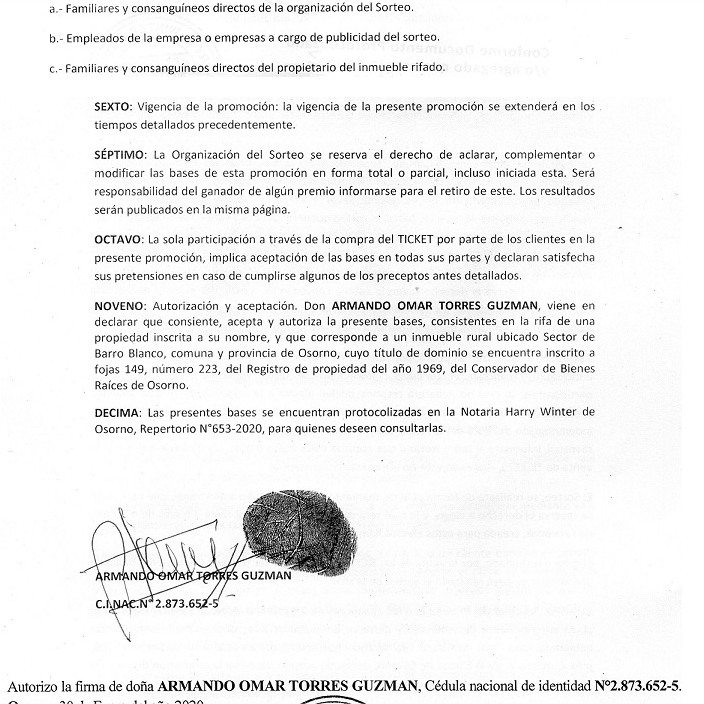 a.- Familiares y consanguíneos directos de la organización del Sorteo.
b.- Empleados de la empresa o empresas a cargo de publicidad del sorteo.
c.- Familiares y consanguíneos directos del propietario del inmueble rifado.
SEXTO: Vigencia de la promoción: la vigencia de la presente promoción se extenderá en los
tiempos detallados precedentemente.
SÉPTIMO: La Organización del Sorteo se reserva el derecho de aclarar, complementar o
modificar las bases de esta promoción en forma total o parcial, incluso iniciada esta. Será
responsabilidad del ganador de algún premio informarse para el retiro de este. Los resultados
serán publicados en la misma página.
OCTAVO: La sola participación a través de la compra del TICKET por parte de los clientes en la
presente promoción, implica aceptación de las bases en todas sus partes y declaran satisfecha
sus pretensiones en caso de cumplirse algunos de los preceptos antes detallados.
NOVENO: Autorización y aceptación. Don ARMANDO OMAR TORRES GUZMAN, viene en
declarar que consiente, acepta y autoriza la presente bases, consistentes en la rifa de una
propiedad inscrita a su nombre, y que corresponde a un inmueble rural ubicado Sector de
Barro Blanco, comuna y provincia de Osorno, cuyo título de dominio se encuentra inscrito a
fojas 149, número 223, del Registro de propiedad del año 1969, del Conservador de Bienes
Raíces de Osorno.
DECIMA: Las presentes bases se encuentran protocolizadas en la Notaria Harry Winter de
Osorno, Repertorio N°653-2020, para quienes deseen consultarlas.
ARMANDO OMAR TORRES GUZMAN
C.I.NAC.N° 2.873.652-5
Autorizo la firma de doña ARMANDO OMAR TORRES GUZMAN, Cédula nacional de identidad N°2.873.652-5.